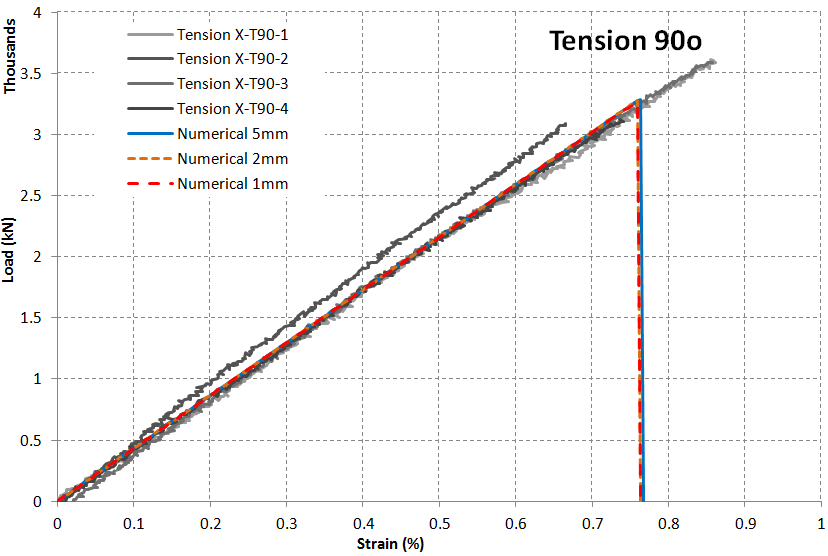 Tension 90o
Thousands
Load (kN)
4
3.5
3
2.5
2
1.5
1
0.5
0
Tension X-T90-1
Tension X-T90-2
Tension X-T90-3
Tension X-T90-4
Numerical 5mm
Numerical 2mm
Numerical 1mm
0 0.1 0.2 0.3 0.4 0.5 0.6 0.7 0.8 0.9 1
Strain (%)